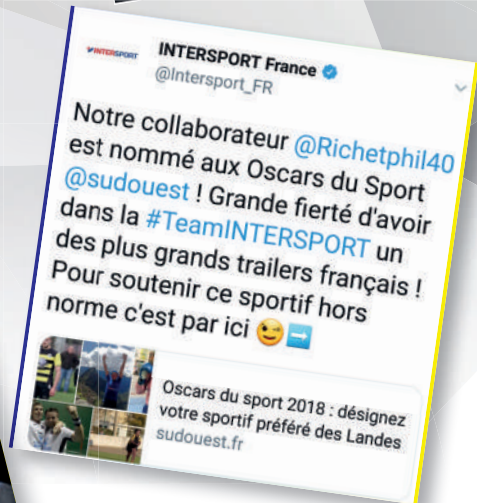 INTERSPORT
INTERSPORT France
@Intersport_FR
Notre collaborateur @Richetphil40
est nommé aux Oscars du Sport
@sudouest ! Grande fierté d'avoir
dans la #TeamINTERSPORT un
des plus grands trailers français !
Pour soutenir ce sportif hors
norme c'est par ici 😉➡️
Oscars du sport 2018 : désignez
votre sportif préféré des Landes
sudouest.fr